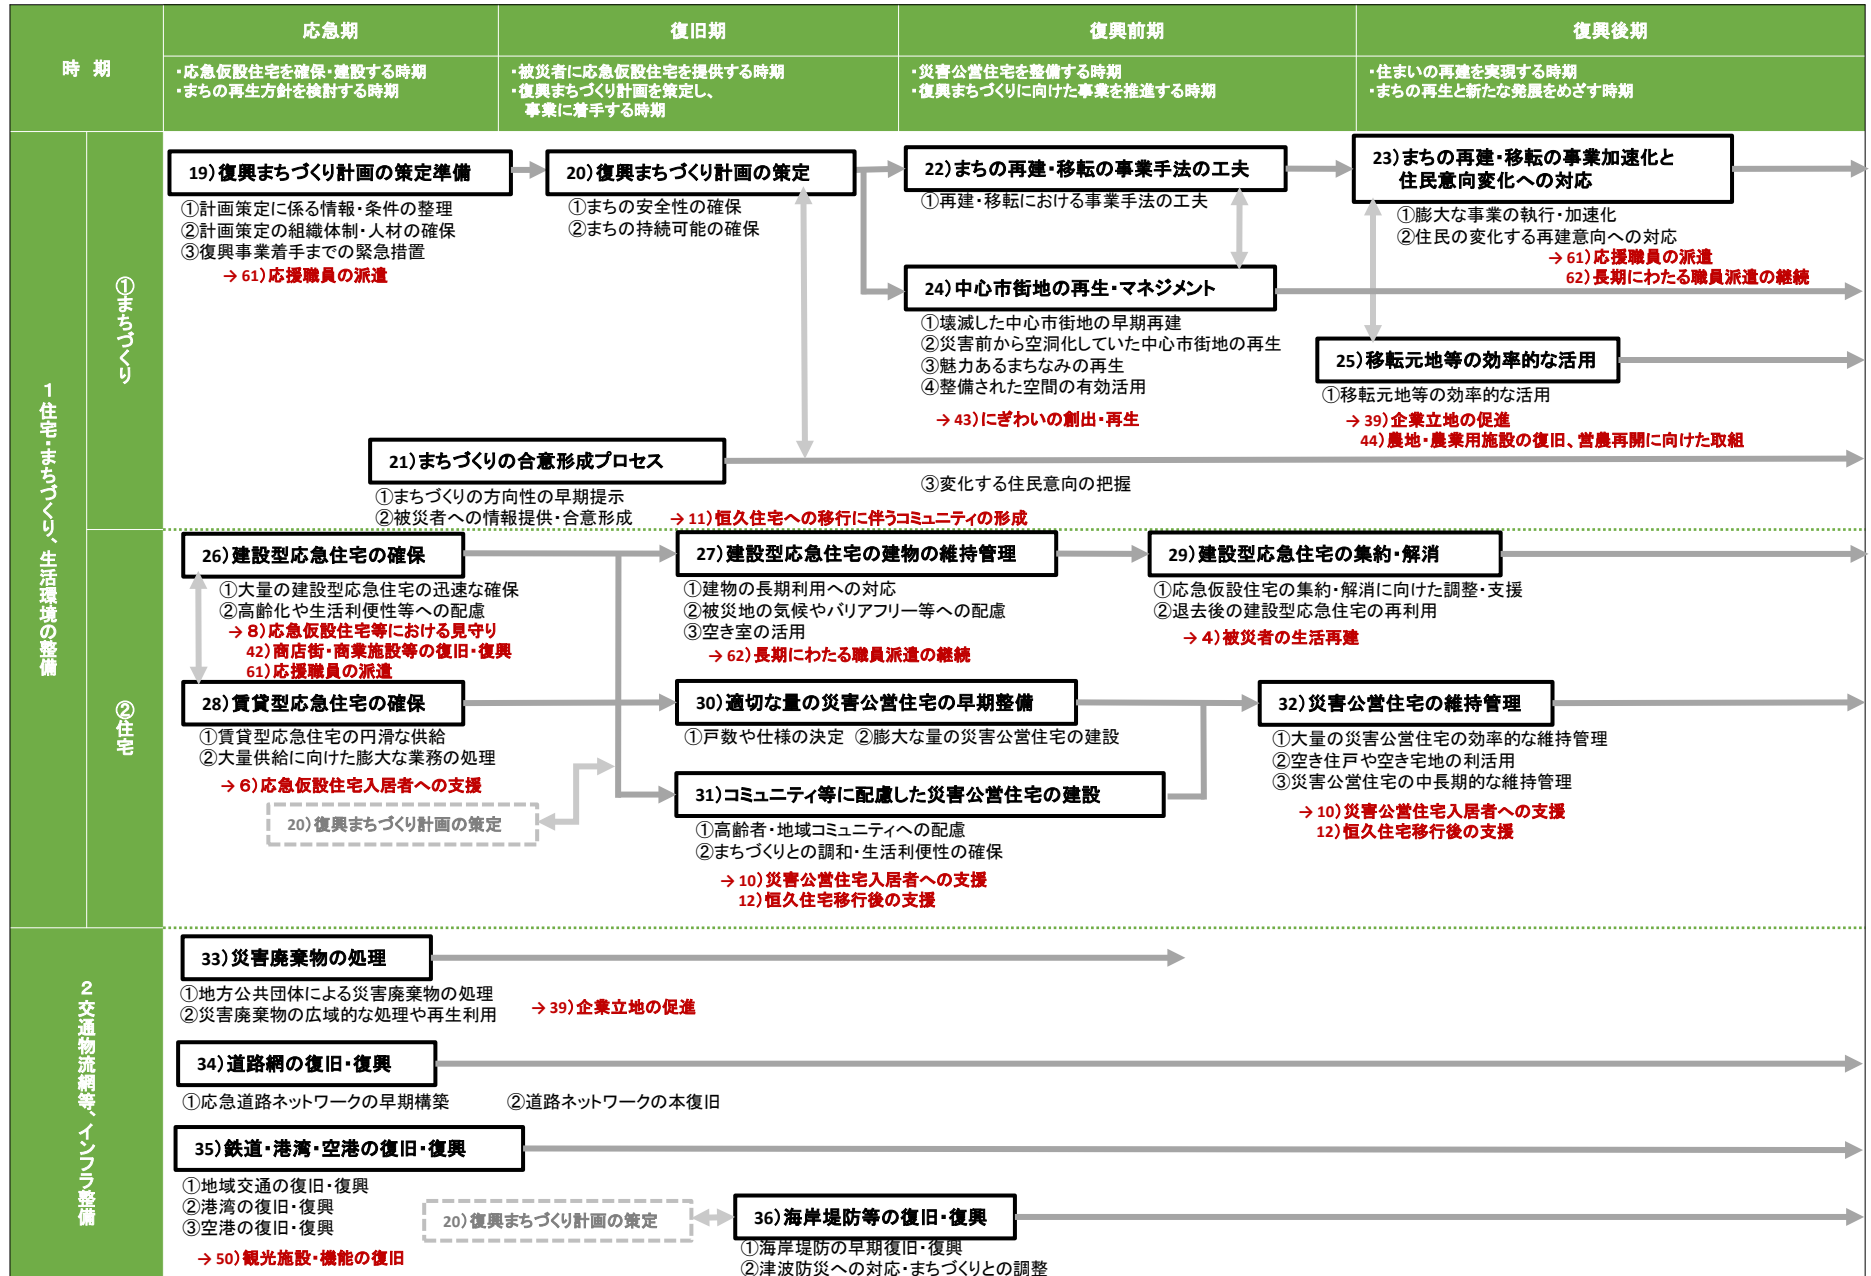 時　期
応急期
・応急仮設住宅を確保・建設する時期
・まちの再生方針を検討する時期
復旧期
・被災者に応急仮設住宅を提供する時期
・復興まちづくり計画を策定し、
事業に着手する時期
復興前期
・災害公営住宅を整備する時期
・復興まちづくりに向けた事業を推進する時期
復興後期
・住まいの再建を実現する時期
・まちの再生と新たな発展をめざす時期
1 住宅・まちづくり、生活環境の整備
①まちづくり
19)復興まちづくり計画の策定準備
①計画策定に係る情報・条件の整理
②計画策定の組織体制・人材の確保
③復興事業着手までの緊急措置
→ 61)応援職員の派遣
20)復興まちづくり計画の策定
①まちの安全性の確保
②まちの持続可能の確保
22)まちの再建・移転の事業手法の工夫
①再建・移転における事業手法の工夫
23)まちの再建・移転の事業加速化と
住民意向変化への対応
①膨大な事業の執行・加速化
②住民の変化する再建意向への対応
→ 61)応援職員の派遣
62)長期にわたる職員派遣の継続
24)中心市街地の再生・マネジメント
①壊滅した中心市街地の早期再建
②災害前から空洞化していた中心市街地の再生
③魅力あるまちなみの再生
④整備された空間の有効活用
→ 43)にぎわいの創出・再生
25)移転元地等の効率的な活用
①移転元地等の効率的な活用
→ 39)企業立地の促進
44)農地・農業用施設の復旧、営農再開に向けた取組
21)まちづくりの合意形成プロセス
①まちづくりの方向性の早期提示
②被災者への情報提供・合意形成
→ 11)恒久住宅への移行に伴うコミュニティの形成
③変化する住民意向の把握
②住宅
26)建設型応急住宅の確保
①大量の建設型応急住宅の迅速な確保
②高齢化や生活利便性等への配慮
→ 8)応急仮設住宅等における見守り
42)商店街・商業施設等の復旧・復興
61)応援職員の派遣
27)建設型応急住宅の建物の維持管理
①建物の長期利用への対応
②被災地の気候やバリアフリー等への配慮
③空き室の活用
→ 62)長期にわたる職員派遣の継続
29)建設型応急住宅の集約・解消
①応急仮設住宅の集約・解消に向けた調整・支援
②退去後の建設型応急住宅の再利用
→ 4)被災者の生活再建
28)賃貸型応急住宅の確保
①賃貸型応急住宅の円滑な供給
②大量供給に向けた膨大な業務の処理
→ 6)応急仮設住宅入居者への支援
20)復興まちづくり計画の策定
30)適切な量の災害公営住宅の早期整備
①戸数や仕様の決定 ②膨大な量の災害公営住宅の建設
31)コミュニティ等に配慮した災害公営住宅の建設
①高齢者・地域コミュニティへの配慮
②まちづくりとの調和・生活利便性の確保
→ 10)災害公営住宅入居者への支援
12)恒久住宅移行後の支援
32)災害公営住宅の維持管理
①大量の災害公営住宅の効率的な維持管理
②空き住戸や空き宅地の利活用
③災害公営住宅の中長期的な維持管理
→ 10)災害公営住宅入居者への支援
12)恒久住宅移行後の支援
2 交通物流網等、インフラ整備
33)災害廃棄物の処理
①地方公共団体による災害廃棄物の処理
②災害廃棄物の広域的な処理や再生利用
→ 39)企業立地の促進
34)道路網の復旧・復興
①応急道路ネットワークの早期構築
②道路ネットワークの本復旧
35)鉄道・港湾・空港の復旧・復興
①地域交通の復旧・復興
②港湾の復旧・復興
③空港の復旧・復興
→ 50)観光施設・機能の復旧
20)復興まちづくり計画の策定
36)海岸堤防等の復旧・復興
①海岸堤防の早期復旧・復興
②津波防災への対応・まちづくりとの調整